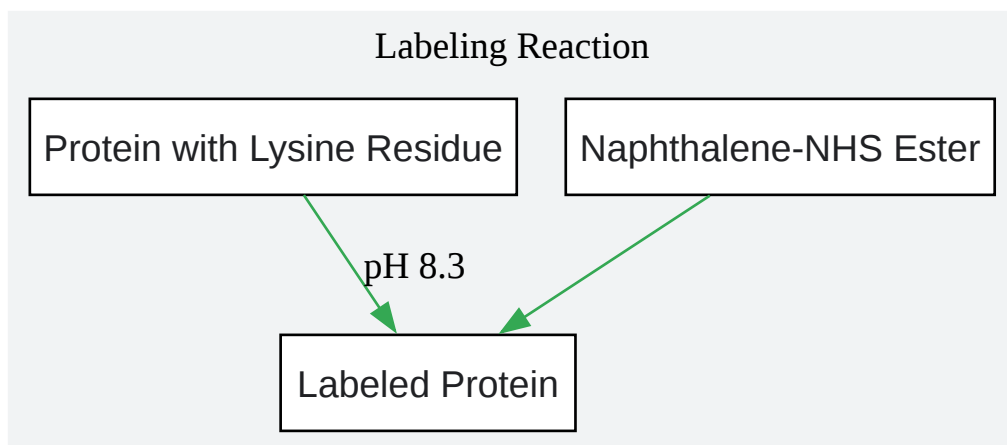 Labeling Reaction
Protein with Lysine Residue
Naphthalene-NHS Ester
pH 8.3
Labeled Protein